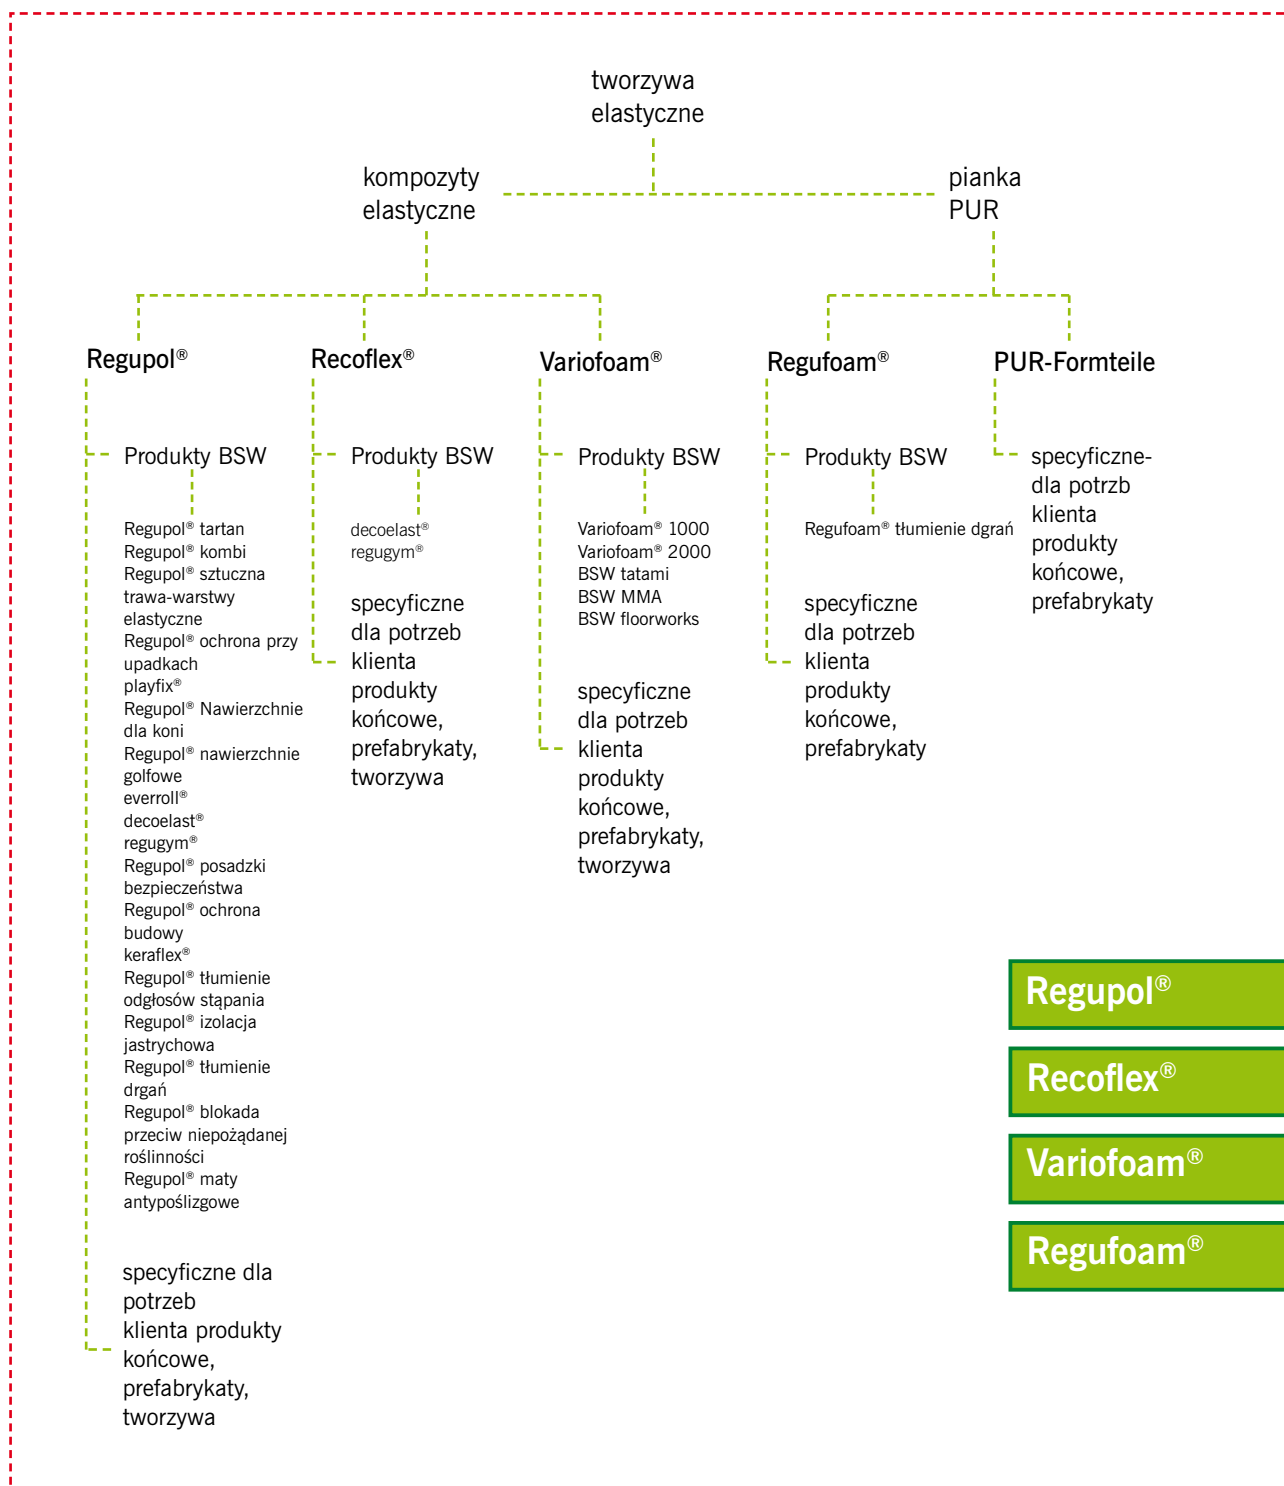 tworzywa
elastyczne
kompozyty
elastyczne
pianka
PUR
Regupol®
Recoflex®
Variofoam®
Regufoam®
PUR-Formteile
Produkty BSW
Regupol® tartan
Regupol® kombi
Regupol® sztuczna
trawa-warstwy
elastyczne
Regupol® ochrona przy
upadkach
playfix®
Regupol® Nawierzchnie
dla koni
Regupol® nawierzchnie
golfowe
everroll®
decoelast®
regugym®
Regupol® posadzki
bezpieczeństwa
Regupol® ochrona
budowy
keraflex®
Regupol® tłumienie
odgłosów stąpania
Regupol® izolacja
jastrychowa
Regupol® tłumienie
drgań
Regupol® blokada
przeciw niepożądanej
roślinności
Regupol® maty
antypoślizgowe
specyficzne dla
potrzeb
klienta produkty
końcowe,
prefabrykaty,
tworzywa
Produkty BSW
decoelast®
regugym®
specyficzne
dla potrzeb
klienta
produkty
końcowe,
prefabrykaty,
tworzywa
Produkty BSW
Variofoam® 1000
Variofoam® 2000
BSW tatami
BSW MMA
BSW floorworks
specyficzne
dla potrzeb
klienta
produkty
końcowe,
prefabrykaty,
tworzywa
Produkty BSW
Regufoam® tłumienie dgrań
specyficzne
dla potrzeb
klienta
produkty
końcowe,
prefabrykaty
specyficzne-
dla potrzb
klienta
produkty
końcowe,
prefabrykaty
Regupol®
Recoflex®
Variofoam®
Regufoam®